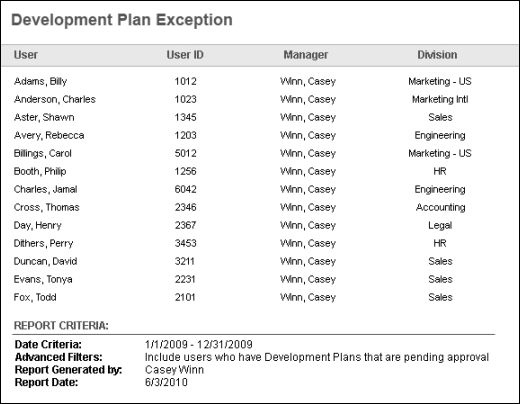 Development Plan Exception
User User ID Manager Division
Adams, Billy 1012 Winn, Casey Marketing - US
Anderson, Charles 1023 Winn, Casey Marketing Intl
Aster, Shawn 1345 Winn, Casey Sales
Avery, Rebecca 1203 Winn, Casey Engineering
Billings, Carol 5012 Winn, Casey Marketing - US
Booth, Philip 1256 Winn, Casey HR
Charles, Jamal 6042 Winn, Casey Engineering
Cross, Thomas 2346 Winn, Casey Accounting
Day, Henry 2367 Winn, Casey Legal
Dithers, Perry 3453 Winn, Casey HR
Duncan, David 3211 Winn, Casey Sales
Evans, Tonya 2231 Winn, Casey Sales
Fox, Todd 2101 Winn, Casey Sales
REPORT CRITERIA:
Date Criteria: 1/1/2009 - 12/31/2009
Advanced Filters: Include users who have Development Plans that are pending approval
Report Generated by: Casey Winn
Report Date: 6/3/2010